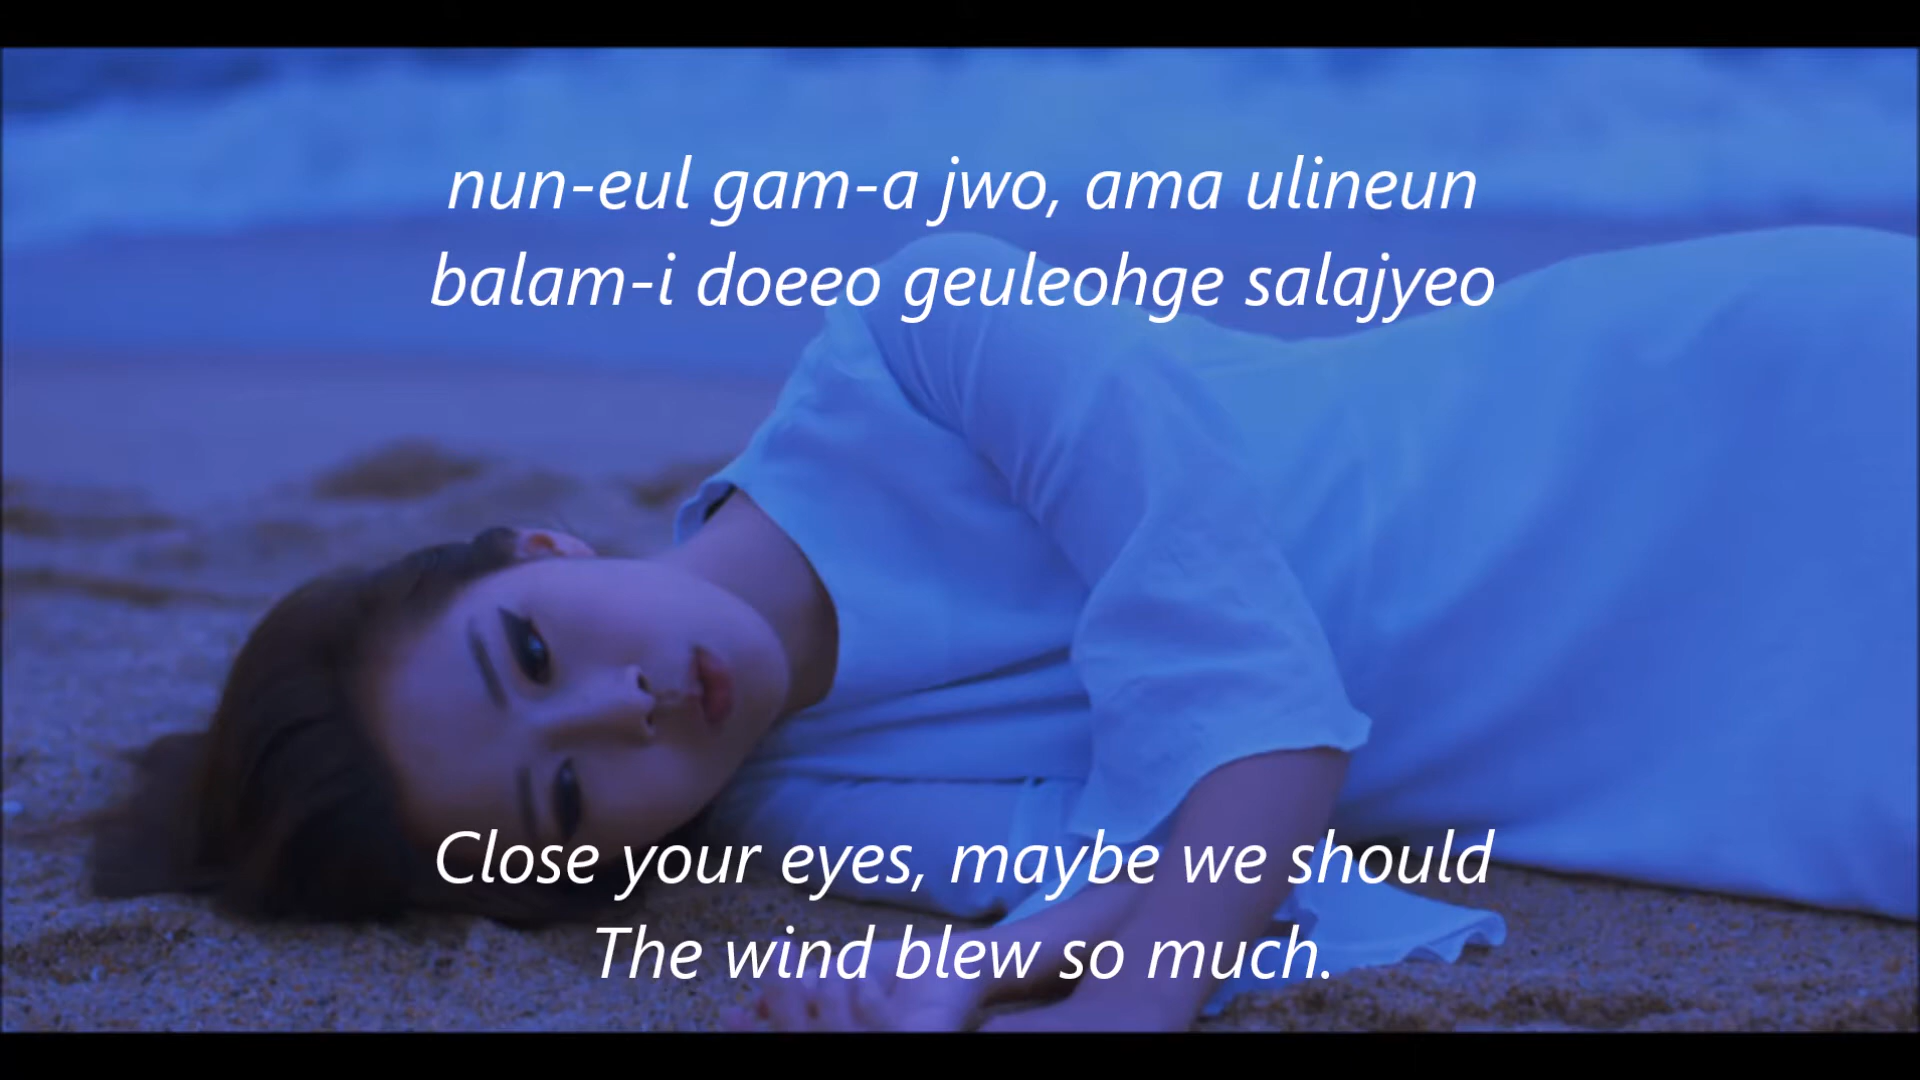 nun-eul gam-a jwo, ama ulineun
balam-i doeeo geuleohge salajyeo
Close your eyes, maybe we should
The wind blew so much.